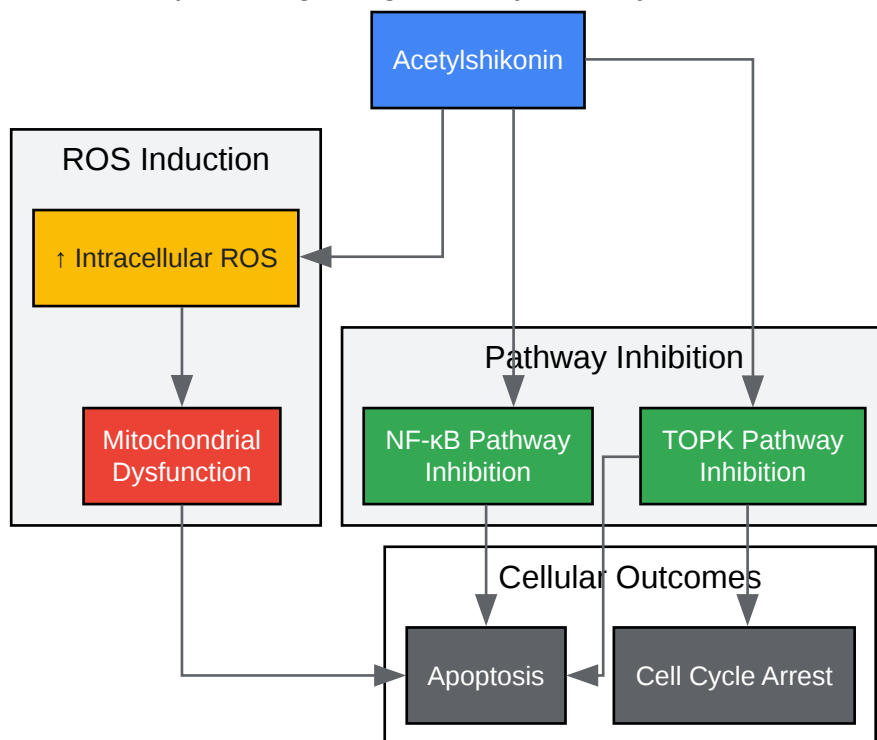 Acetylshikonin
ROS Induction
↑ Intracellular ROS
Pathway Inhibition
Mitochondrial
Dysfunction
NF-κB Pathway
Inhibition
TOPK Pathway
Inhibition
Cellular Outcomes
Apoptosis
Cell Cycle Arrest